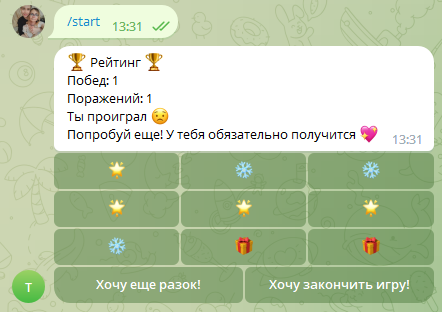 /start
13:31
🏆 Рейтинг 🏆
Побед: 1
Поражений: 1
Ты проиграл 😟
Попробуй еще! У тебя обязательно получится 💖
13:31
Хочу еще разок! Хочу закончить игру!
Т